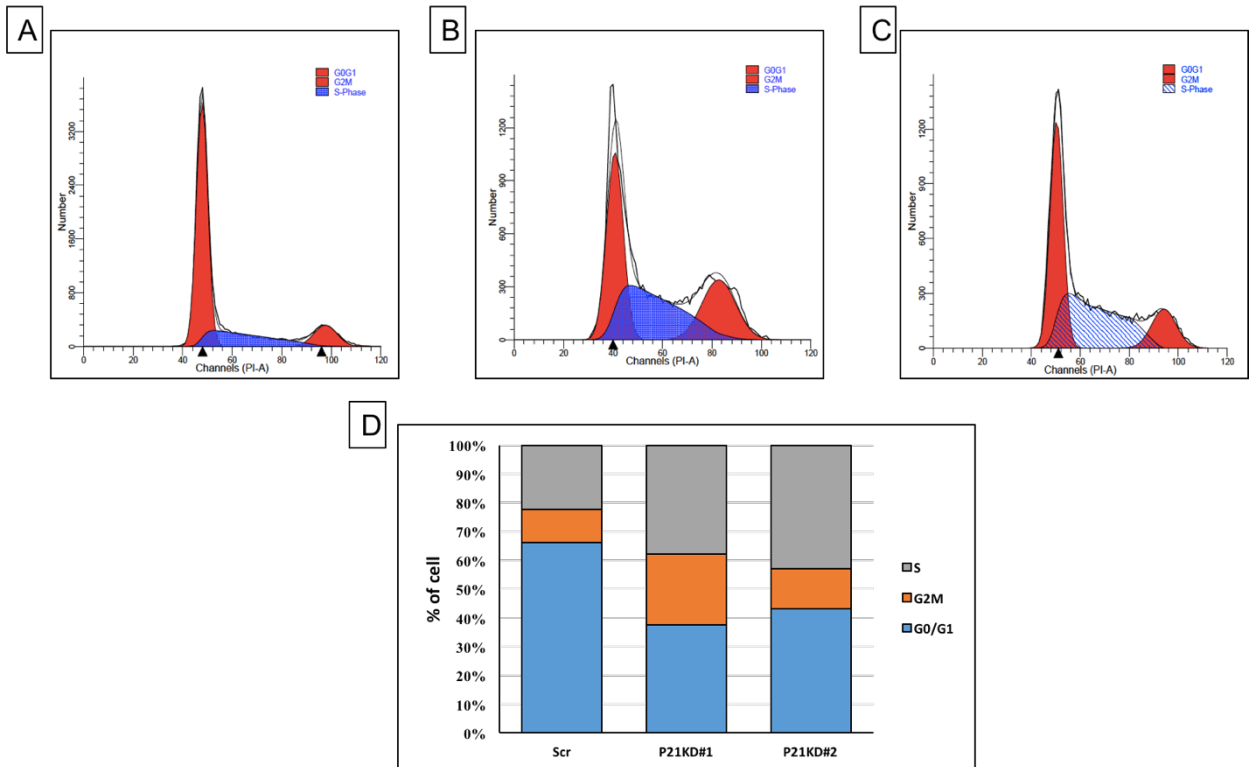 A
G0G1
G2M
S-Phase
Number
3200
2400
1600
800
0
0 20 40 60 80 100 120
Channels (PI-A)
B
G0G1
G2M
S-Phase
Number
1200
900
600
300
0
0 20 40 60 80 100 120
Channels (PI-A)
C
G0G1
G2M
S-Phase
Number
1200
900
600
300
0
0 20 40 60 80 100 120
Channels (PI-A)
D
% of cell
100%
90%
80%
70%
60%
50%
40%
30%
20%
10%
0%
Scr P21KD#1 P21KD#2
S
G2M
G0/G1